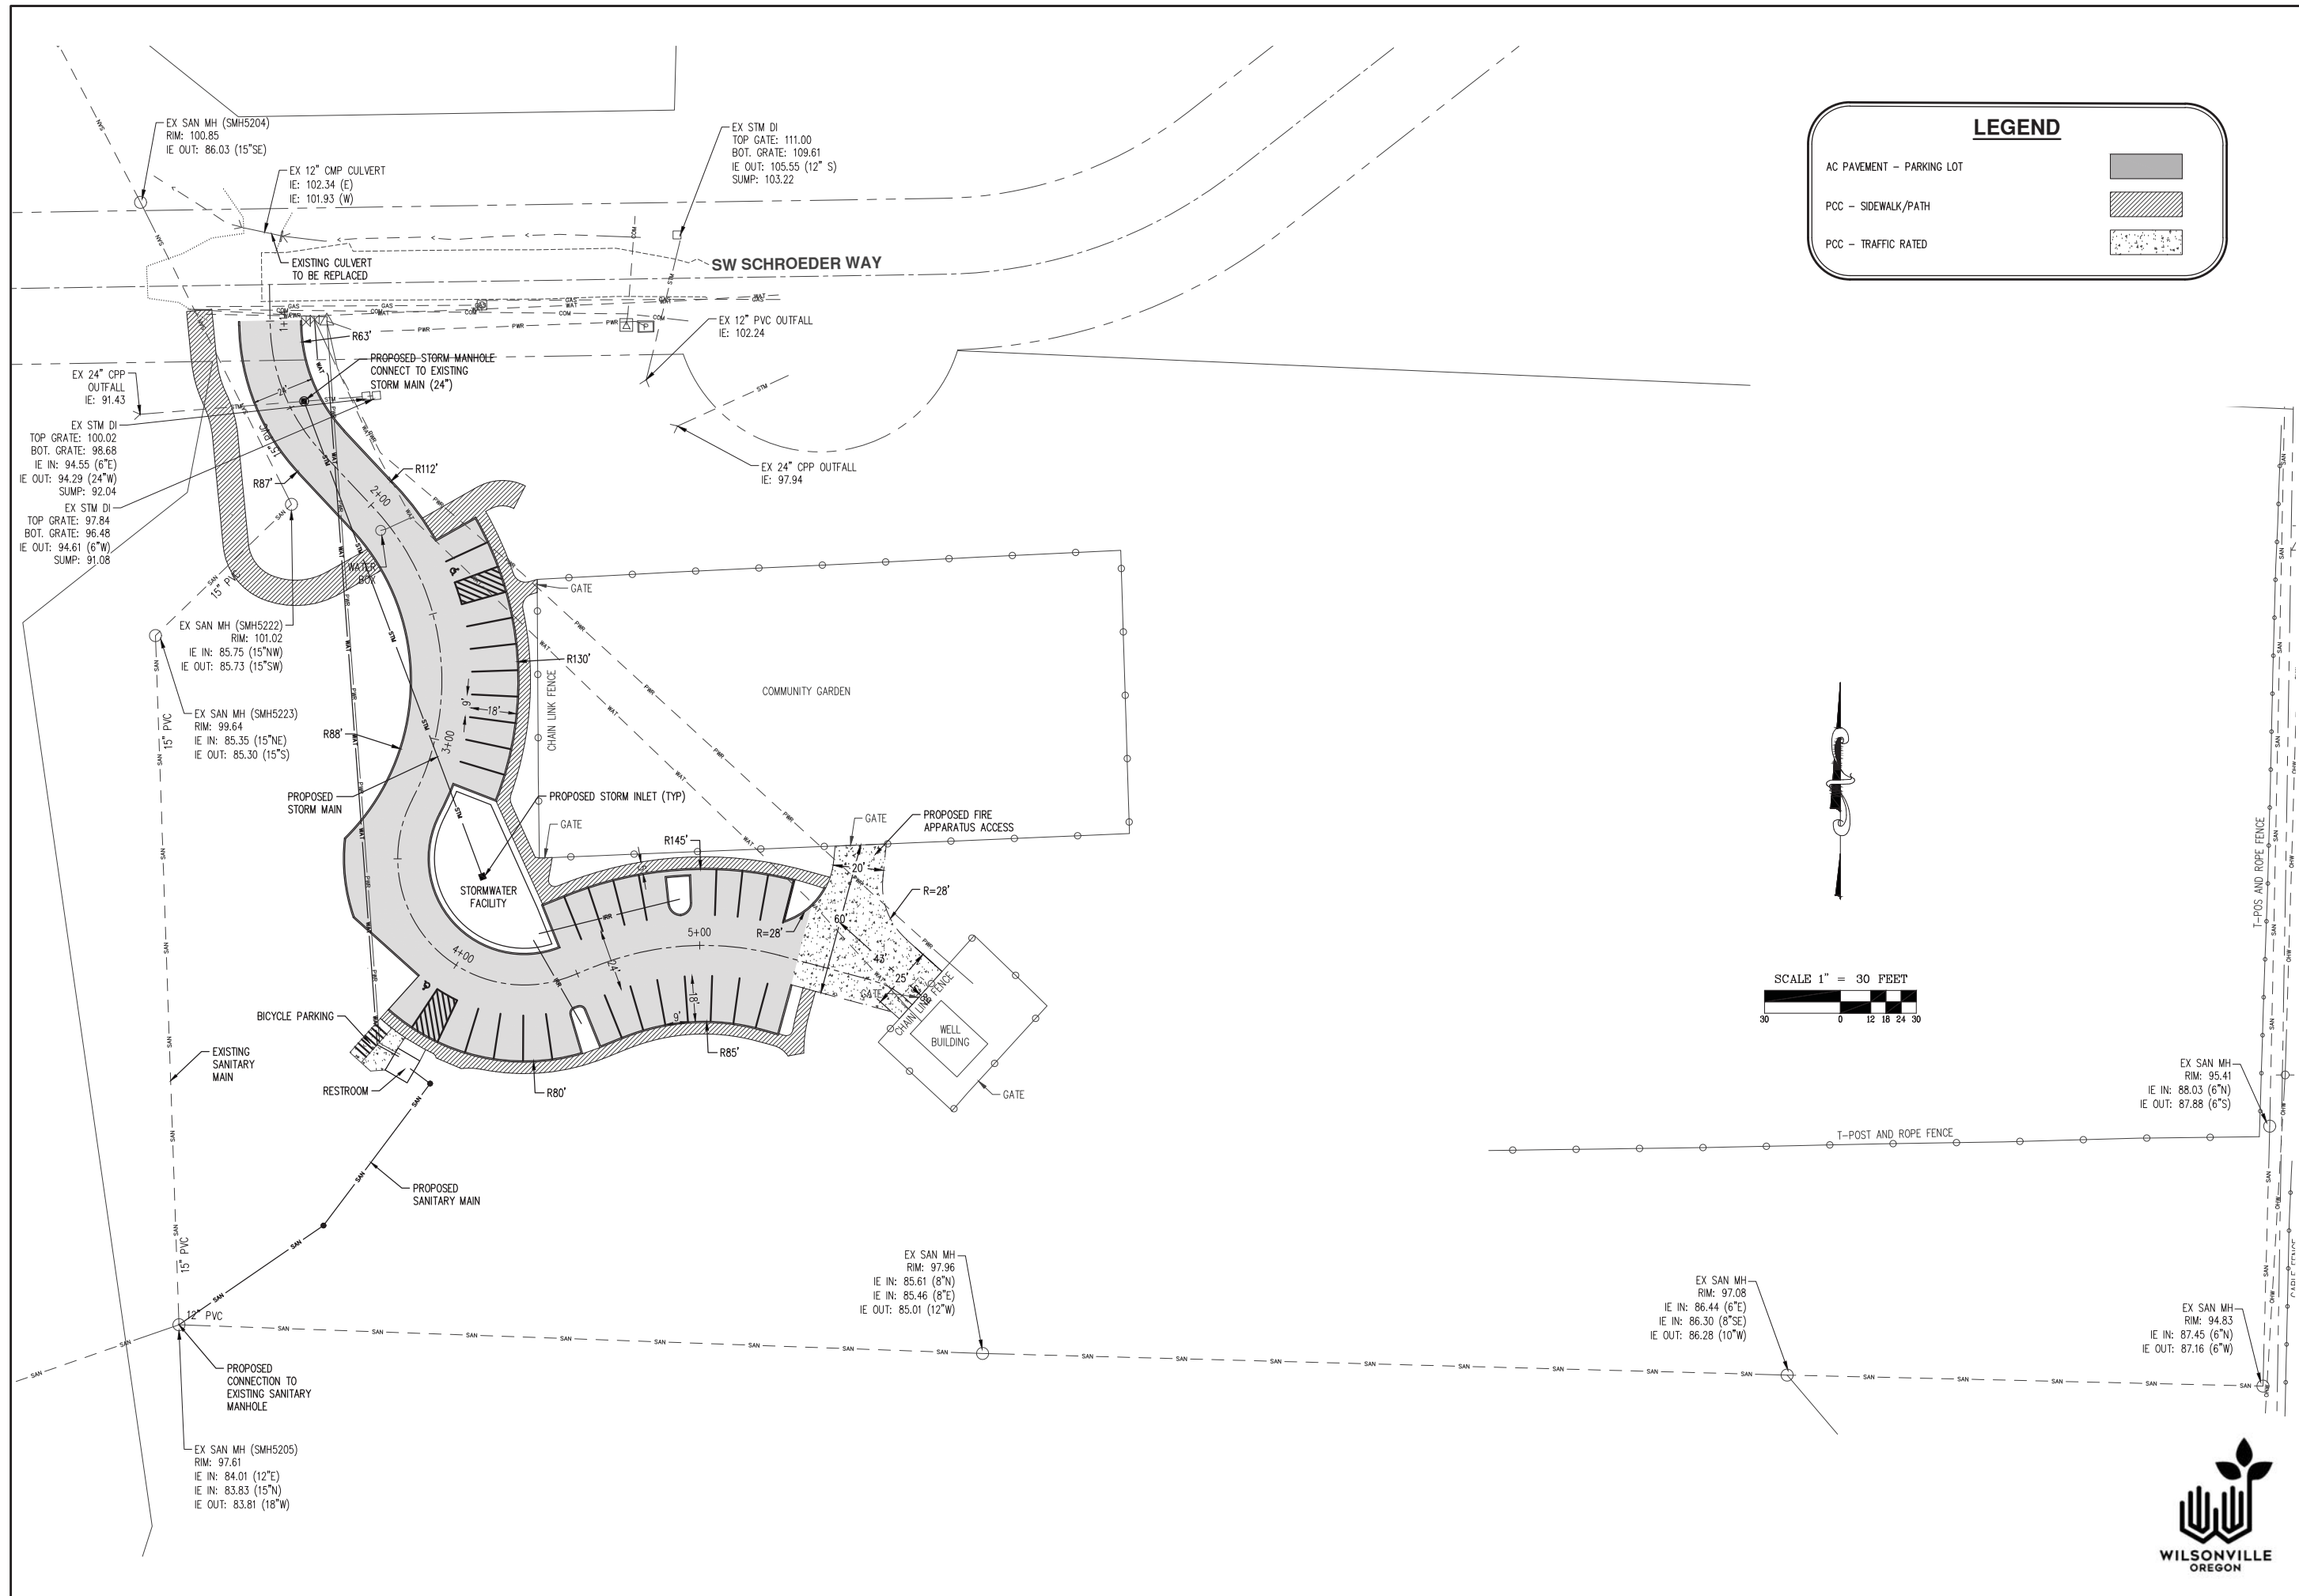 LEGEND
AC PAVEMENT – PARKING LOT
PCC – SIDEWALK/PATH
PCC – TRAFFIC RATED
EX SAN MH (SMH5204)
RIM: 100.85
IE OUT: 86.03 (15"SE)
EX 12" CMP CULVERT
IE: 102.34 (E)
IE: 101.93 (W)
EX STM DI
TOP GATE: 111.00
BOT. GRATE: 109.61
IE OUT: 105.55 (12" S)
SUMP: 103.22
EXISTING CULVERT
TO BE REPLACED
SW SCHROEDER WAY
EX 12" PVC OUTFALL
IE: 102.24
R63'
PROPOSED STORM MANHOLE
CONNECT TO EXISTING
STORM MAIN (24")
EX 24" CPP
OUTFALL
IE: 91.43
24'
EX STM DI
TOP GRATE: 100.02
BOT. GRATE: 98.68
IE IN: 94.55 (6"E)
IE OUT: 94.29 (24"W)
SUMP: 92.04
EX STM DI
TOP GRATE: 97.84
BOT. GRATE: 96.48
IE OUT: 94.61 (6"W)
SUMP: 91.08
15" PVC
R87'
R112'
2+00
EX 24" CPP OUTFALL
IE: 97.94
WATER
BOX
15" PVC
GATE
EX SAN MH (SMH5222)
RIM: 101.02
IE IN: 85.75 (15"NW)
IE OUT: 85.73 (15"SW)
R130'
CHAIN LINK FENCE
COMMUNITY GARDEN
9'
18'
EX SAN MH (SMH5223)
RIM: 99.64
IE IN: 85.35 (15"NE)
IE OUT: 85.30 (15"S)
15" PVC
R88'
3+00
PROPOSED
STORM MAIN
PROPOSED STORM INLET (TYP)
GATE
GATE
PROPOSED FIRE
APPARATUS ACCESS
R145'
5'
20'
R=28'
STORMWATER
FACILITY
IRR
60'
R=28'
5+00
4+00
24'
43'
25'
GATE
CHAIN LINK FENCE
IRR
18'
9'
WELL
BUILDING
GATE
BICYCLE PARKING
RESTROOM
R80'
R85'
EXISTING
SANITARY
MAIN
PROPOSED
SANITARY MAIN
SCALE 1" = 30 FEET
30 0 12 18 24 30
T-POS AND ROPE FENCE
EX SAN MH
RIM: 95.41
IE IN: 88.03 (6"N)
IE OUT: 87.88 (6"S)
T-POST AND ROPE FENCE
15" PVC
12" PVC
EX SAN MH
RIM: 97.96
IE IN: 85.61 (8"N)
IE IN: 85.46 (8"E)
IE OUT: 85.01 (12"W)
EX SAN MH
RIM: 97.08
IE IN: 86.44 (6"E)
IE IN: 86.30 (8"SE)
IE OUT: 86.28 (10"W)
EX SAN MH
RIM: 94.83
IE IN: 87.45 (6"N)
IE OUT: 87.16 (6"W)
PROPOSED
CONNECTION TO
EXISTING SANITARY
MANHOLE
EX SAN MH (SMH5205)
RIM: 97.61
IE IN: 84.01 (12"E)
IE IN: 83.83 (15"N)
IE OUT: 83.81 (18"W)
WILSONVILLE
OREGON